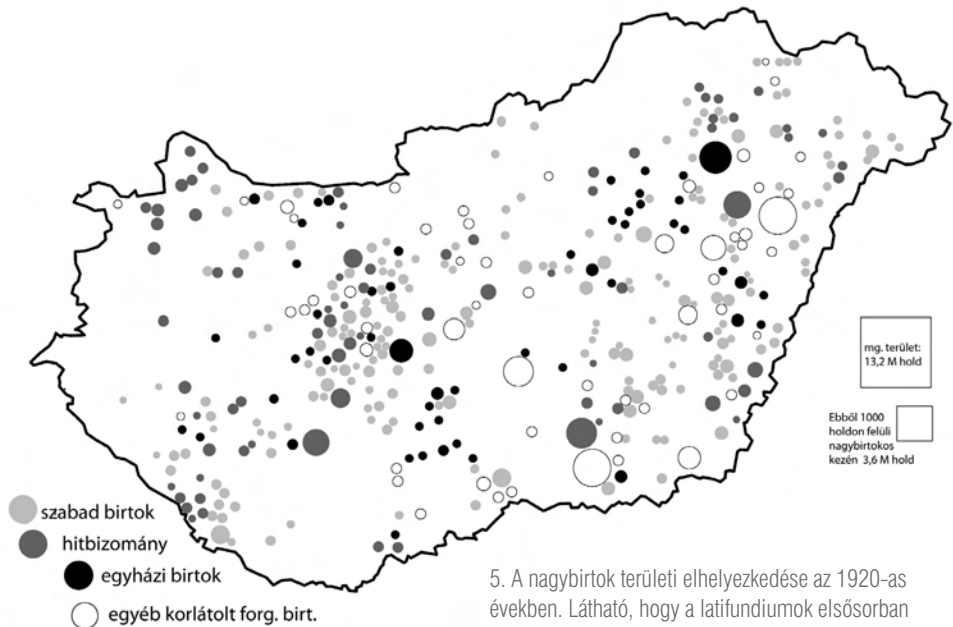 mg. terület:
13,2 M hold
Ebből 1000
holdon felüli
nagybirtokos
kezén 3,6 M hold
szabad birtok
hitbizomány
egyházi birtok
egyéb korlátolt forg. birt.
5. A nagybirtok területi elhelyezkedése az 1920-as
években. Látható, hogy a latifundiumok elsősorban